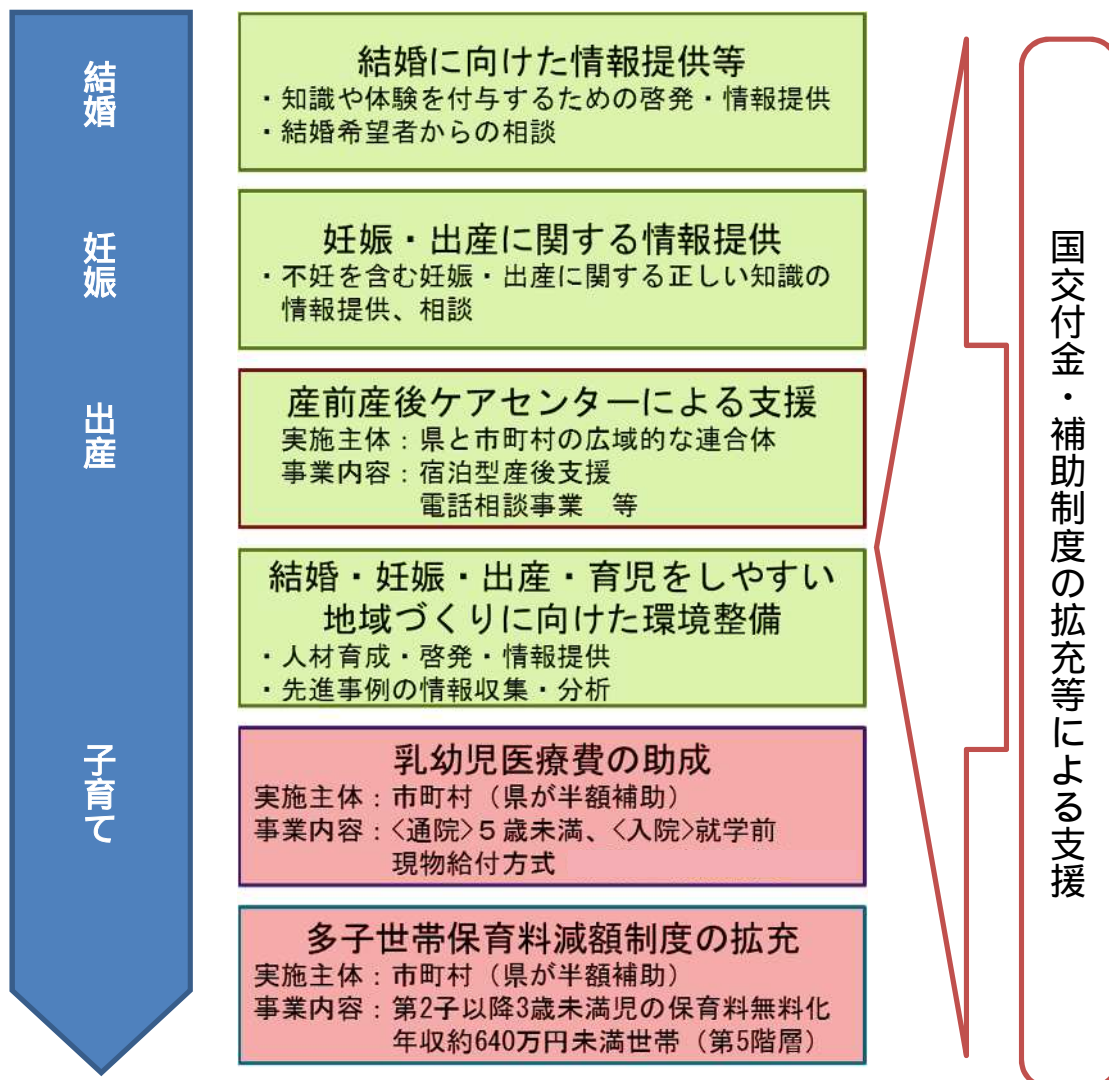 結婚
妊娠
出産
子育て
結婚に向けた情報提供等
・知識や体験を付与するための啓発・情報提供
・結婚希望者からの相談
妊娠・出産に関する情報提供
・不妊を含む妊娠・出産に関する正しい知識の
情報提供、相談
産前産後ケアセンターによる支援
実施主体：県と市町村の広域的な連合体
事業内容：宿泊型産後支援
電話相談事業　等
結婚・妊娠・出産・育児をしやすい
地域づくりに向けた環境整備
・人材育成・啓発・情報提供
・先進事例の情報収集・分析
乳幼児医療費の助成
実施主体：市町村（県が半額補助）
事業内容：<通院>５歳未満、<入院>就学前
現物給付方式
多子世帯保育料減額制度の拡充
実施主体：市町村（県が半額補助）
事業内容：第2子以降3歳未満児の保育料無料化
年収約640万円未満世帯（第5階層）
国交付金・補助制度の拡充等による支援